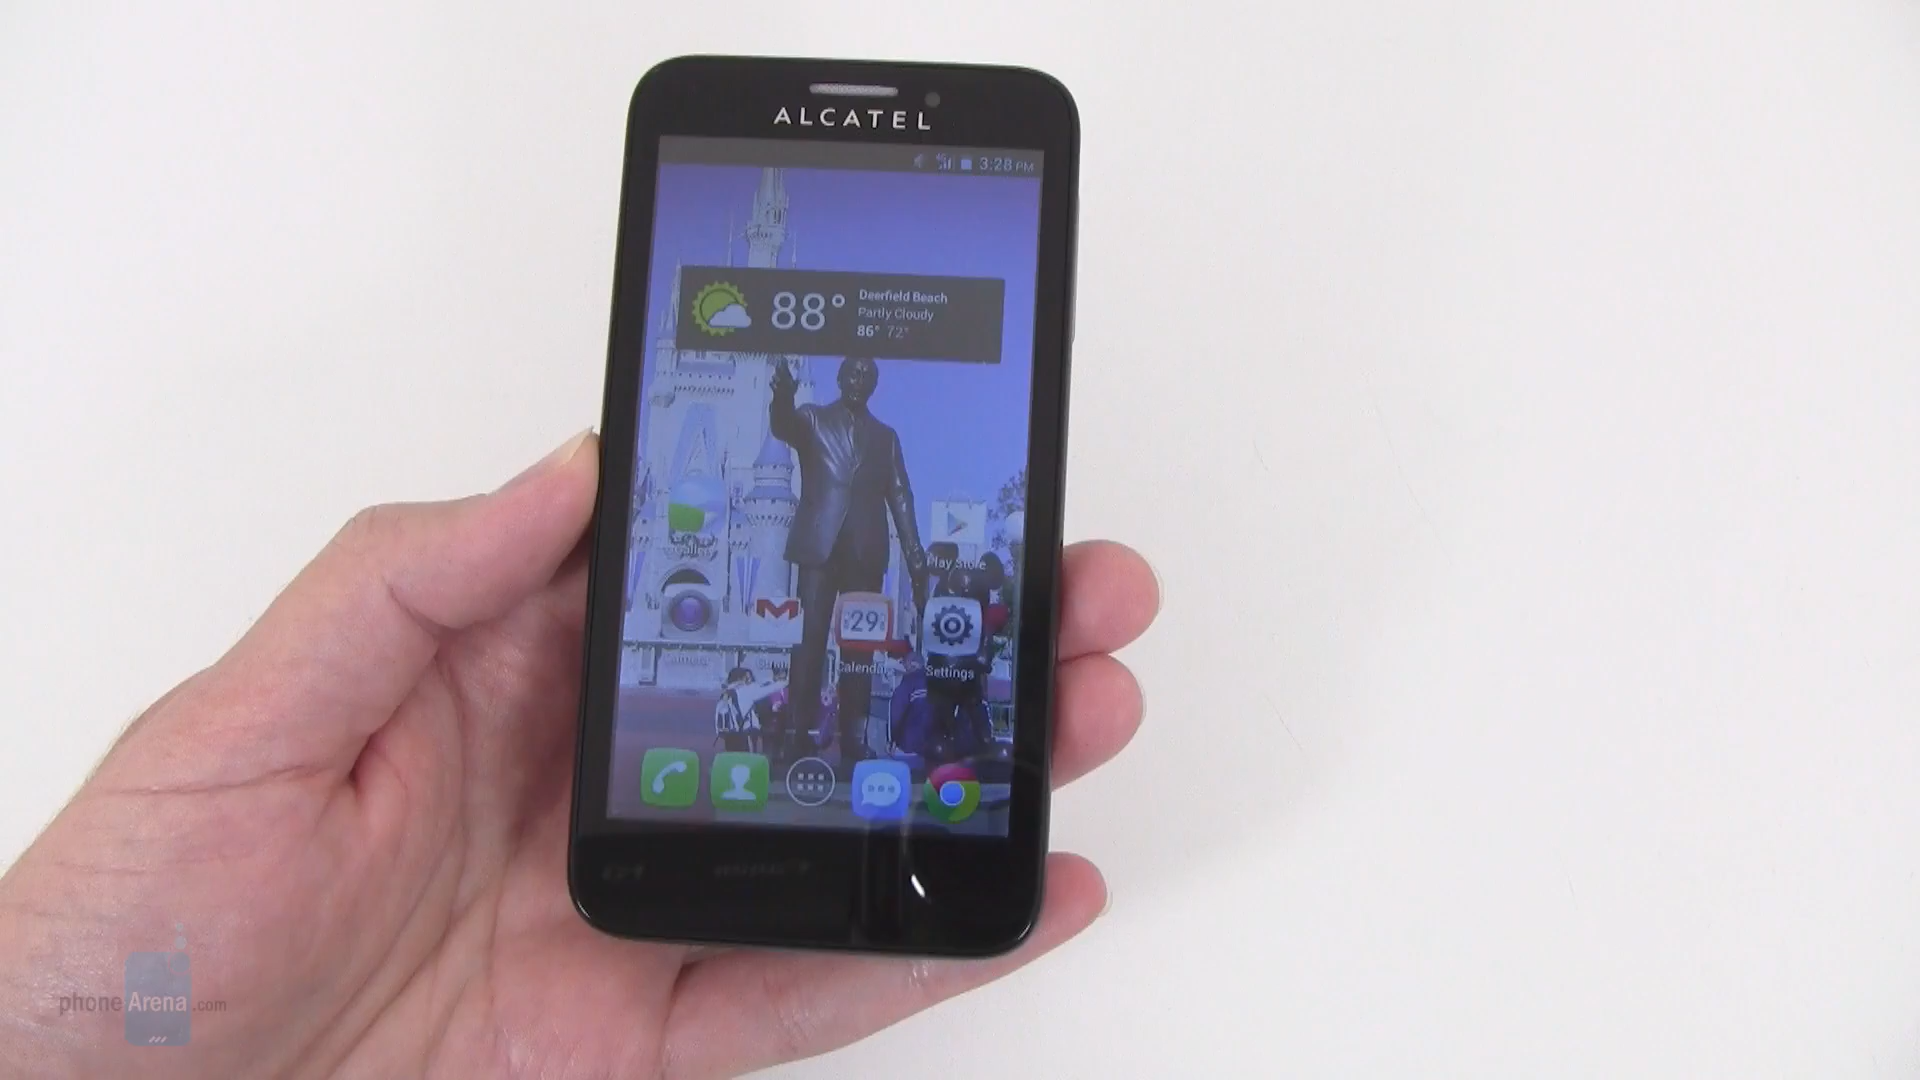 ALCATEL
3:28 PM
88°
Deerfield Beach
Partly Cloudy
86° 72°
Play Store
29
Calendar
Settings
phoneArena.com